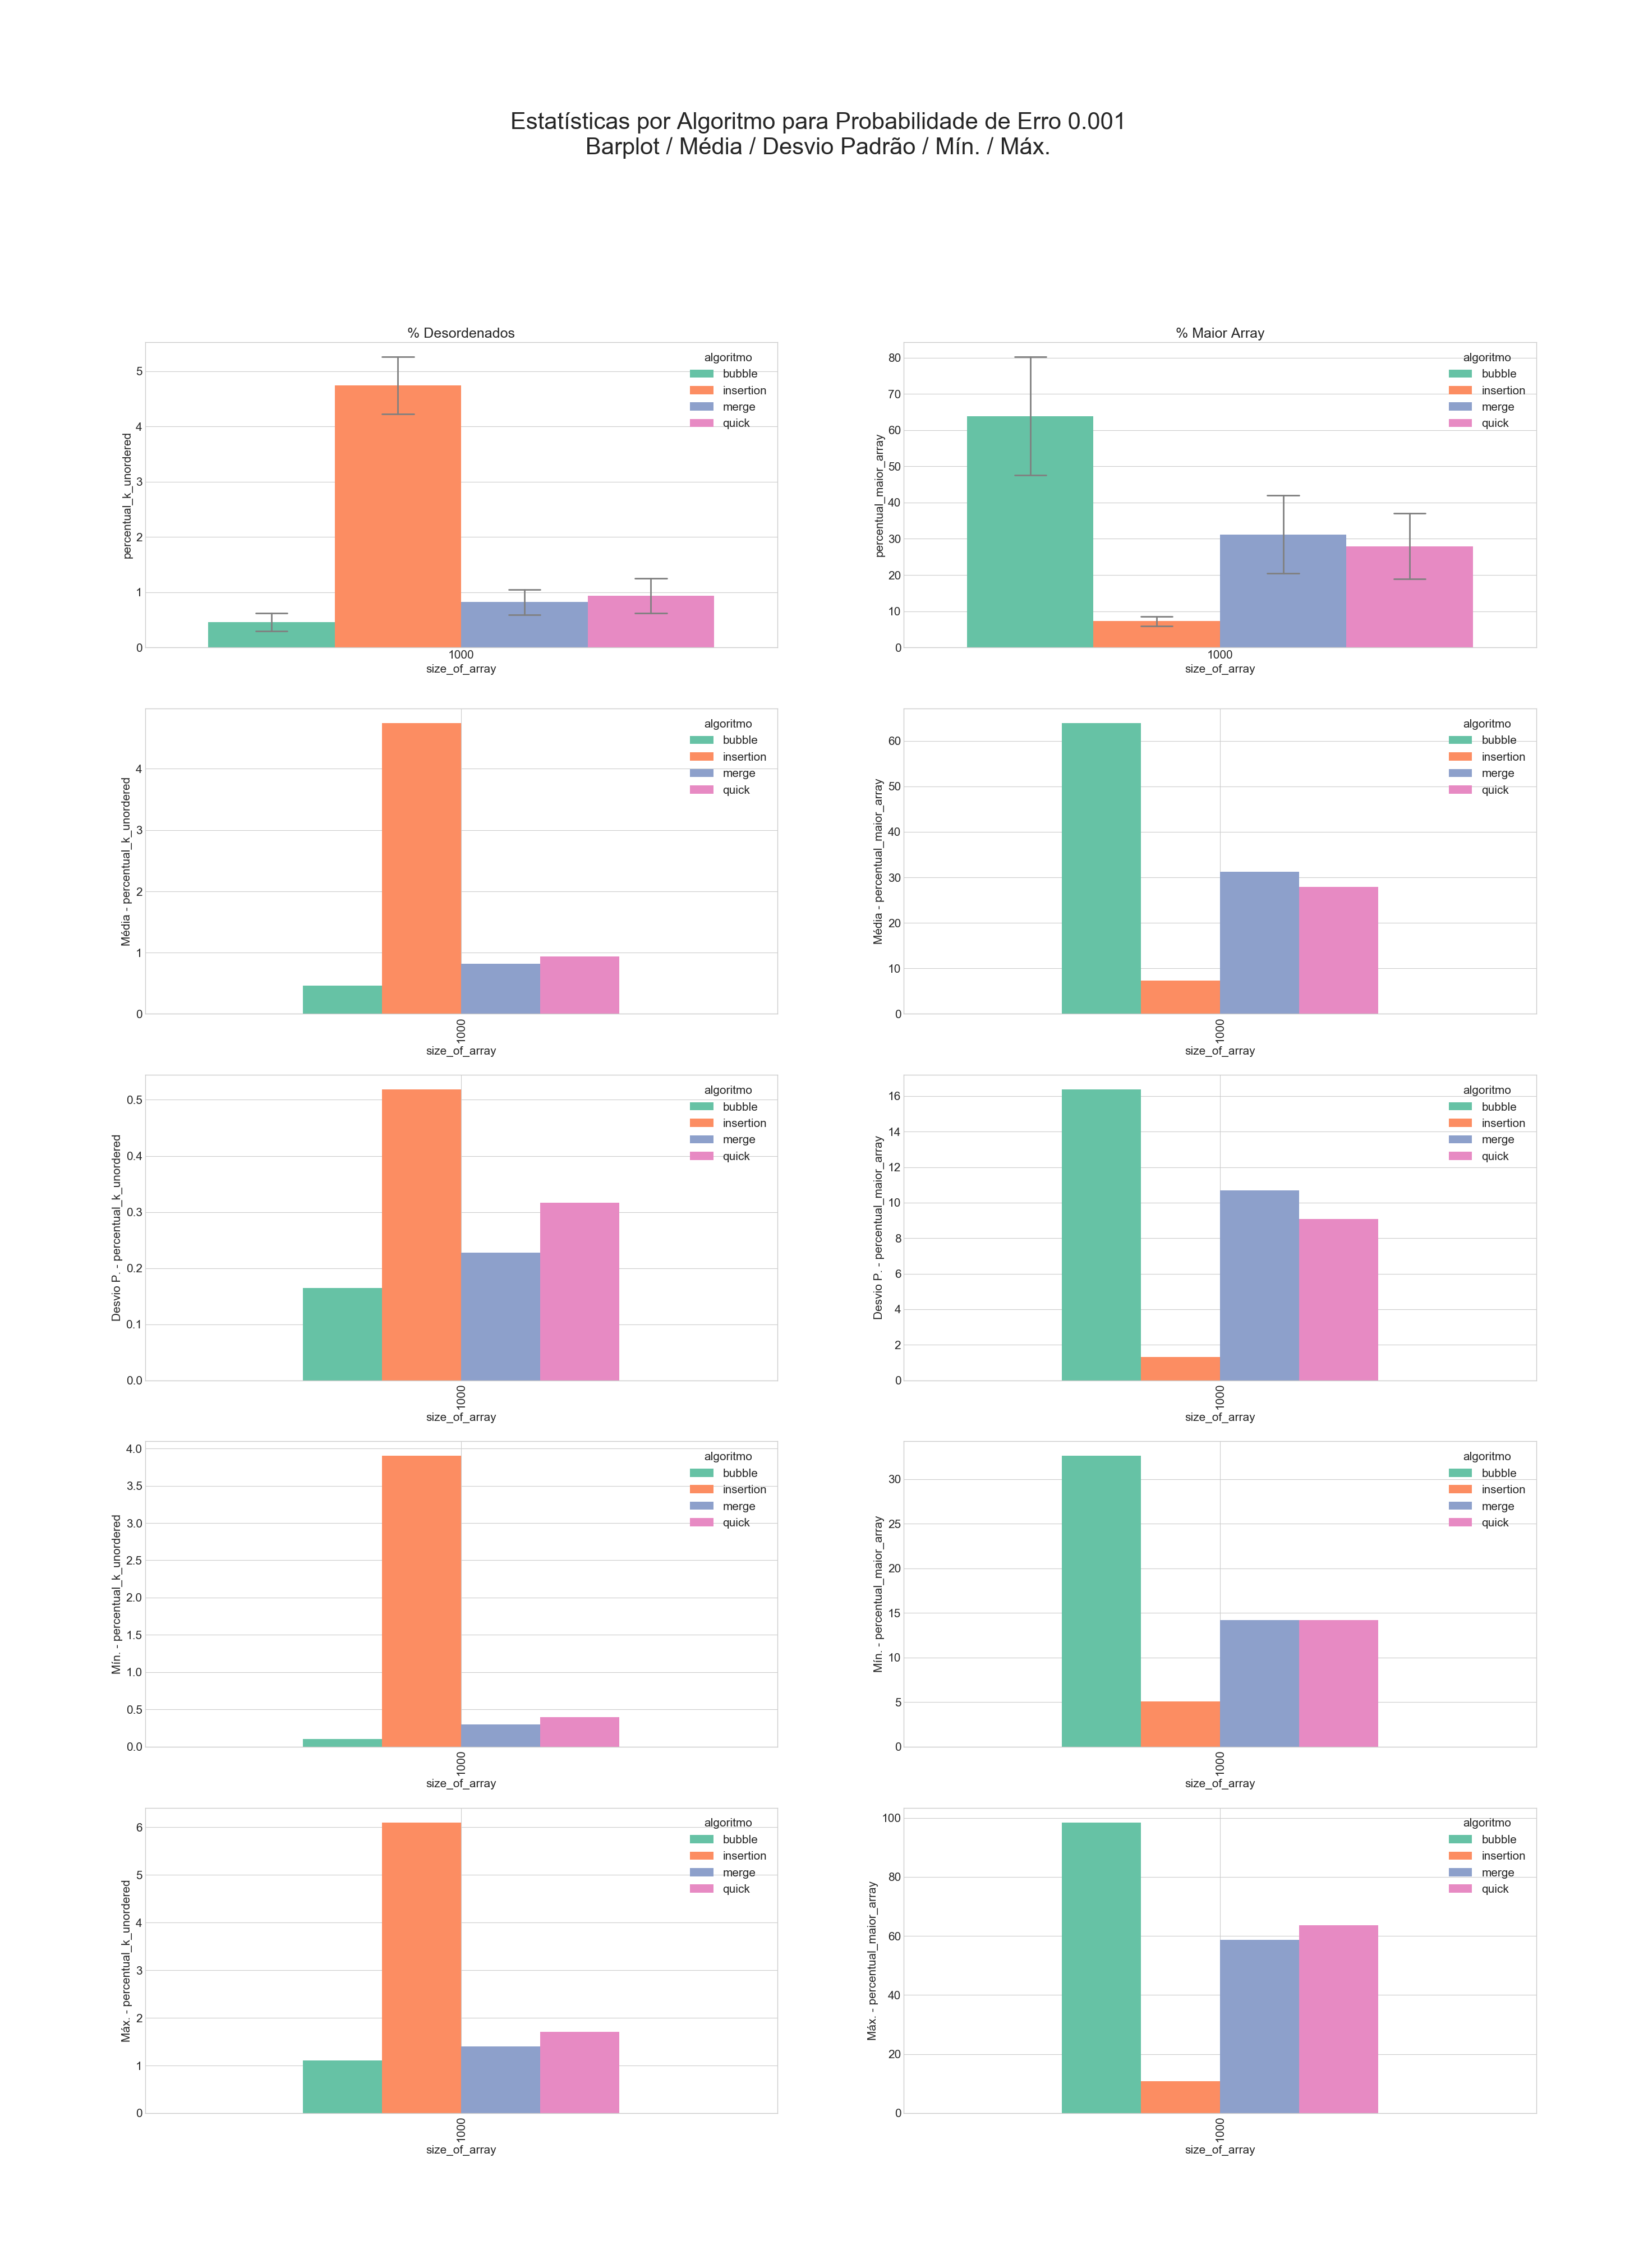 Estatísticas por Algoritmo para Probabilidade de Erro 0.001
Barplot / Média / Desvio Padrão / Mín. / Máx.
% Desordenados
percentual_k_unordered
5
4
3
2
1
0
1000
size_of_array
algoritmo
bubble
insertion
merge
quick
% Maior Array
percentual_maior_array
80
70
60
50
40
30
20
10
0
1000
size_of_array
algoritmo
bubble
insertion
merge
quick
Média - percentual_k_unordered
4
3
2
1
0
1000
size_of_array
algoritmo
bubble
insertion
merge
quick
Média - percentual_maior_array
60
50
40
30
20
10
0
1000
size_of_array
algoritmo
bubble
insertion
merge
quick
Desvio P. - percentual_k_unordered
0.5
0.4
0.3
0.2
0.1
0.0
1000
size_of_array
algoritmo
bubble
insertion
merge
quick
Desvio P. - percentual_maior_array
16
14
12
10
8
6
4
2
0
1000
size_of_array
algoritmo
bubble
insertion
merge
quick
Mín. - percentual_k_unordered
4.0
3.5
3.0
2.5
2.0
1.5
1.0
0.5
0.0
1000
size_of_array
algoritmo
bubble
insertion
merge
quick
Mín. - percentual_maior_array
30
25
20
15
10
5
0
1000
size_of_array
algoritmo
bubble
insertion
merge
quick
Máx. - percentual_k_unordered
6
5
4
3
2
1
0
1000
size_of_array
algoritmo
bubble
insertion
merge
quick
Máx. - percentual_maior_array
100
80
60
40
20
0
1000
size_of_array
algoritmo
bubble
insertion
merge
quick